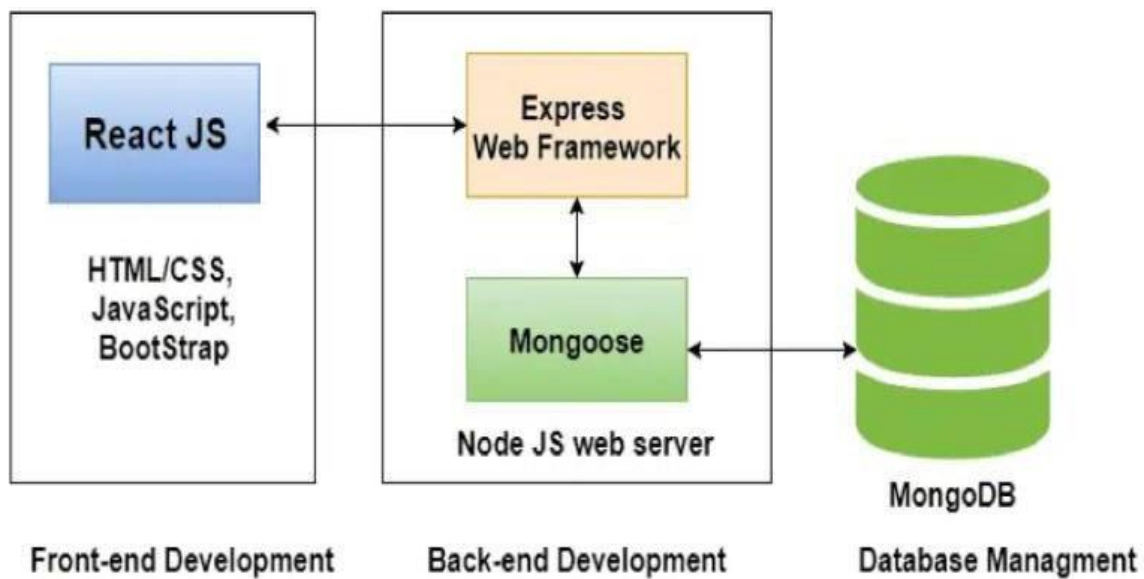 React JS
HTML/CSS,
JavaScript,
BootStrap
Express
Web Framework
Mongoose
Node JS web server
MongoDB
Front-end Development
Back-end Development
Database Managment